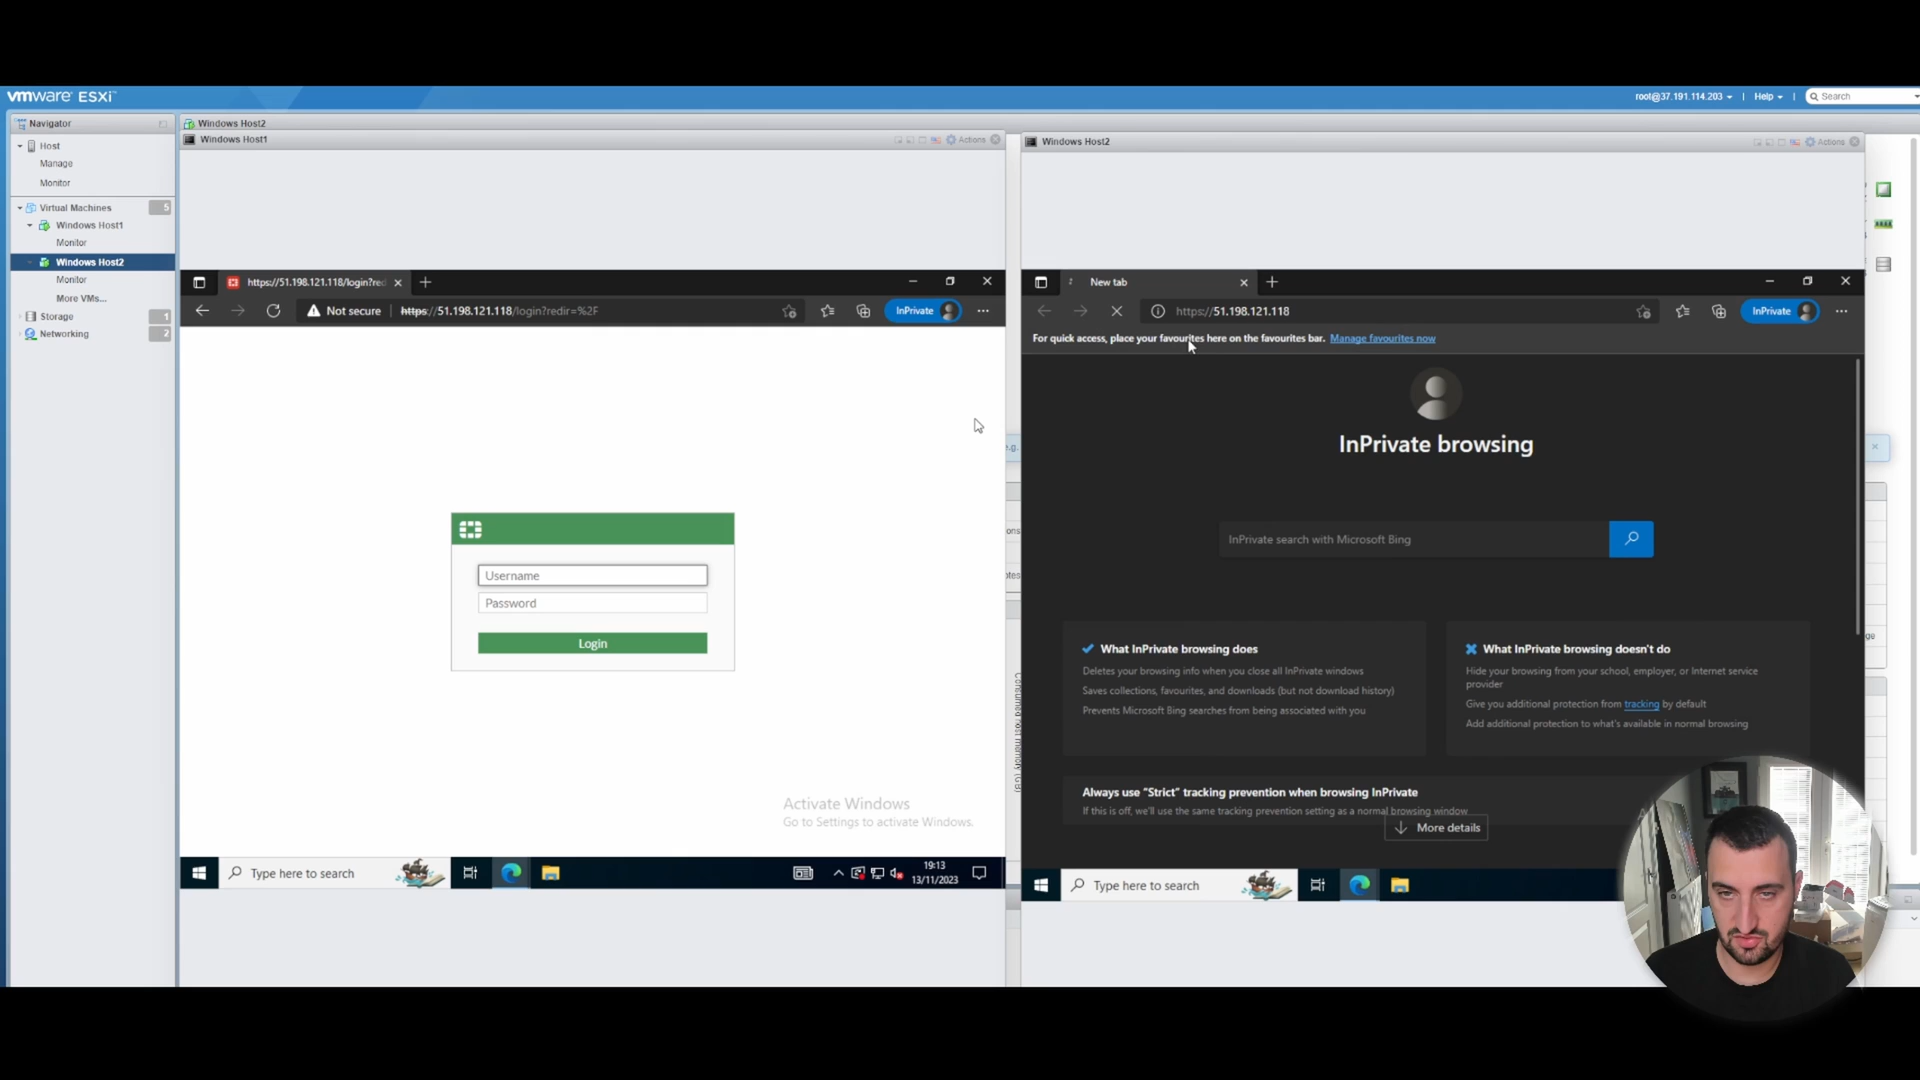 vmware ESXi™
root@37.191.114.203
Help
Search
Navigator
Host
Manage
Monitor
Virtual Machines
5
Windows Host1
Monitor
Windows Host2
Monitor
More VMs...
Storage
1
Networking
2
Windows Host2
Windows Host1
Actions
https://51.198.121.118/login?redi
Not secure
https://51.198.121.118/login?redir=%2F
InPrivate
Username
Password
Login
Activate Windows
Go to Settings to activate Windows.
Type here to search
19:13
13/11/2023
Windows Host2
Actions
New tab
https://51.198.121.118
InPrivate
For quick access, place your favourites here on the favourites bar. Manage favourites now
InPrivate browsing
InPrivate search with Microsoft Bing
What InPrivate browsing does
Deletes your browsing info when you close all InPrivate windows
Saves collections, favourites, and downloads (but not download history)
Prevents Microsoft Bing searches from being associated with you
What InPrivate browsing doesn't do
Hide your browsing from your school, employer, or Internet service
provider
Give you additional protection from tracking by default
Add additional protection to what's available in normal browsing
Always use "Strict" tracking prevention when browsing InPrivate
If this is off, we'll use the same tracking prevention setting as a normal browsing window
More details
Type here to search